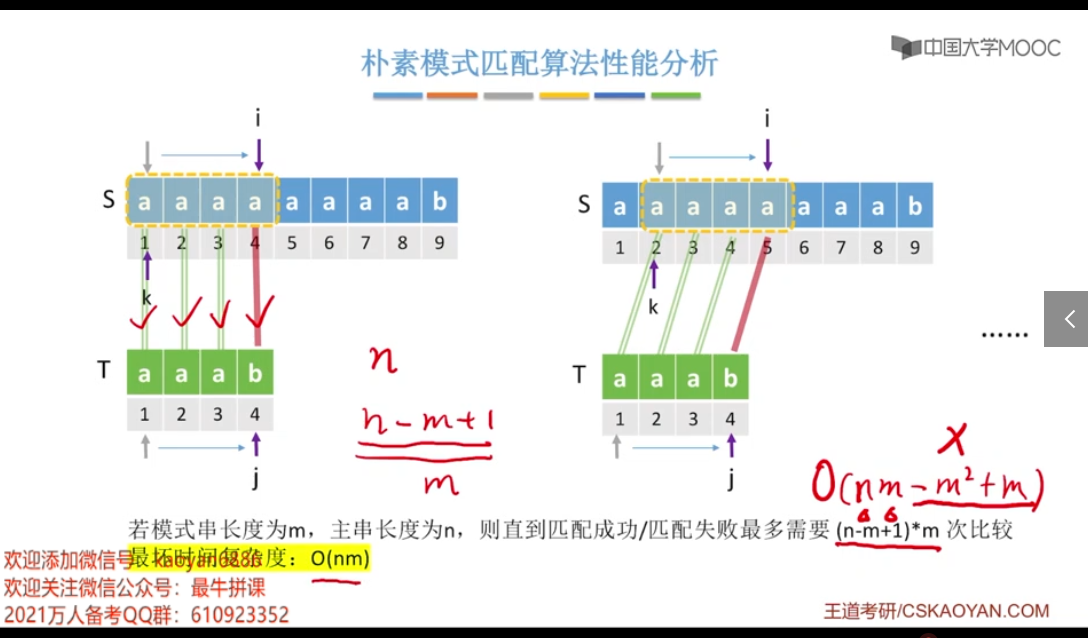 中国大学MOOC
朴素模式匹配算法性能分析
i
S a a a a a a a a b
1 2 3 4 5 6 7 8 9
k
T a a a b
1 2 3 4
j
i
S a a a a a a a a b
1 2 3 4 5 6 7 8 9
k
T a a a b
1 2 3 4
j
……
n
n-m+1
m
X
O(nm-m²+m)
若模式串长度为m，主串长度为n，则直到匹配成功/匹配失败最多需要 (n-m+1)*m 次比较
最坏时间复杂度：O(nm)
欢迎添加微信号
欢迎关注微信公众号：最牛拼课
2021万人备考QQ群：610923352
王道考研/CSKAOYAN.COM